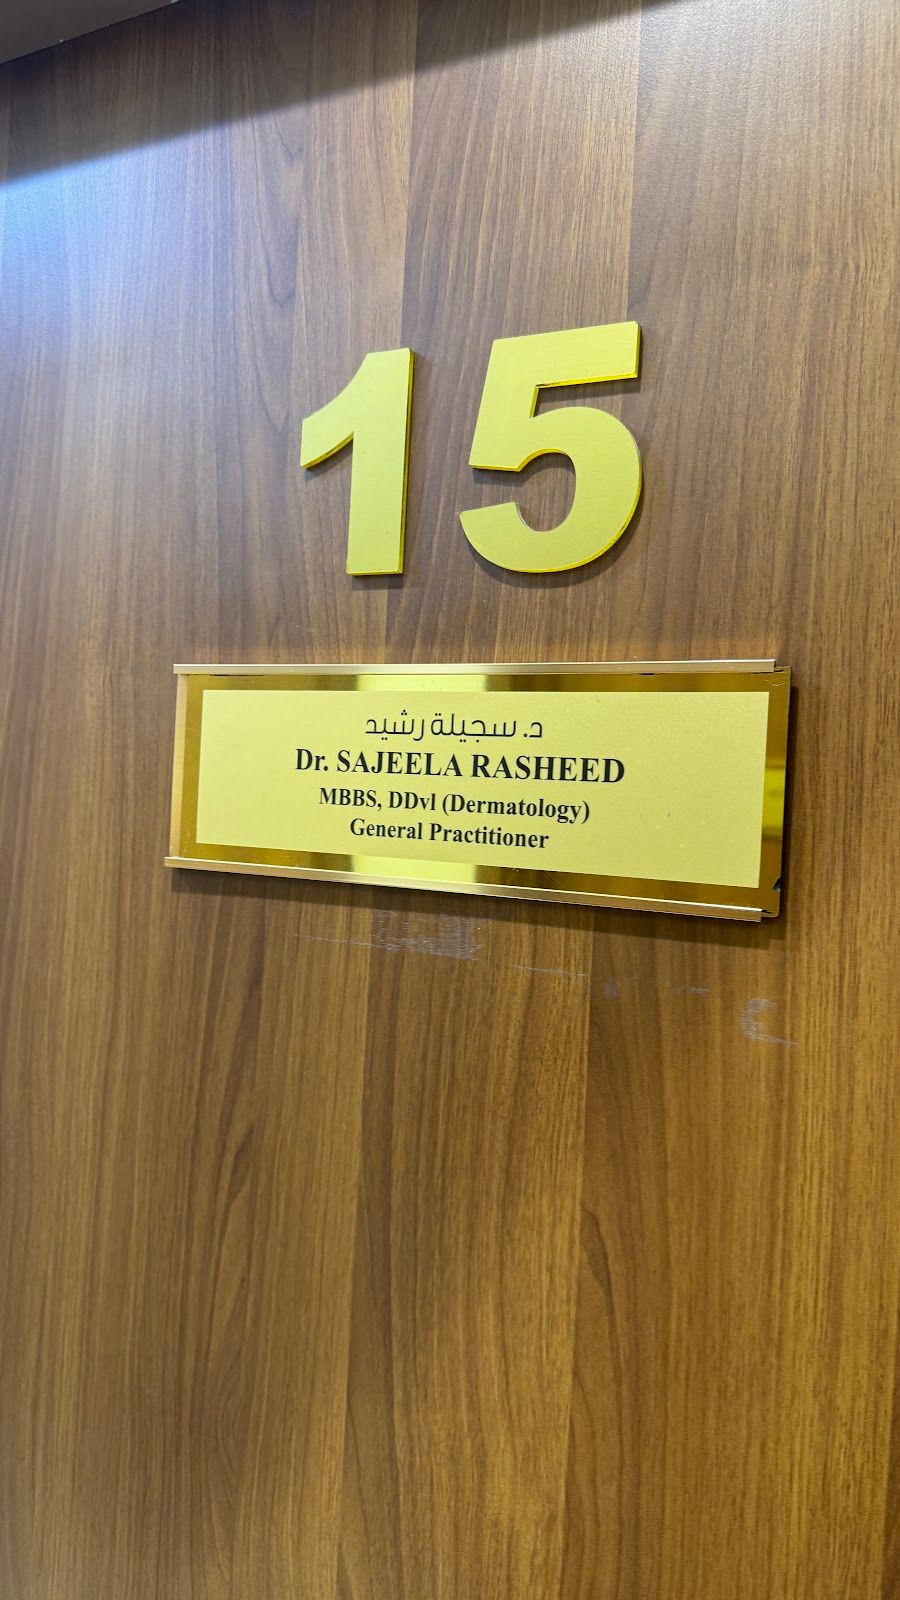 15
د. سجيلة رشيد
Dr. SAJEELA RASHEED
MBBS, DDvl (Dermatology)
General Practitioner